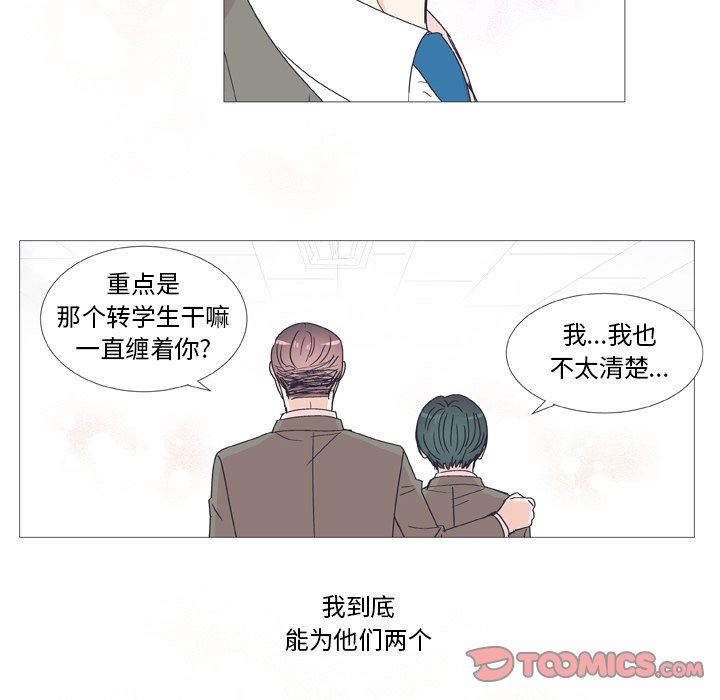 重点是
那个转学生干嘛
一直缠着你?
我...我也
不太清楚...
我到底
能为他们两个
TOOMICS.COM